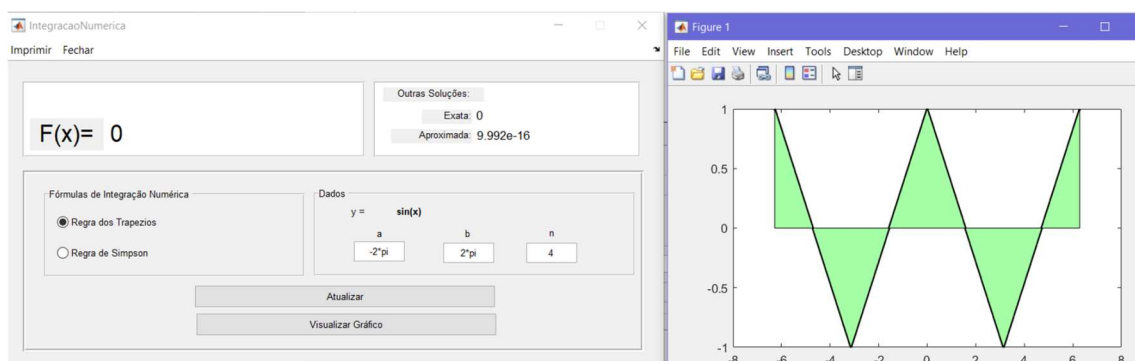 IntegracaoNumerica
Imprimir Fechar
F(x)= 0
Outras Soluções:
Exata: 0
Aproximada: 9.992e-16
Fórmulas de Integração Numérica
Regra dos Trapezios
Regra de Simpson
Dados
y = sin(x)
a b n
-2*pi 2*pi 4
Atualizar
Visualizar Gráfico
Figure 1
File Edit View Insert Tools Desktop Window Help
1
0.5
0
-0.5
-1
-8 -6 -4 -2 0 2 4 6 8